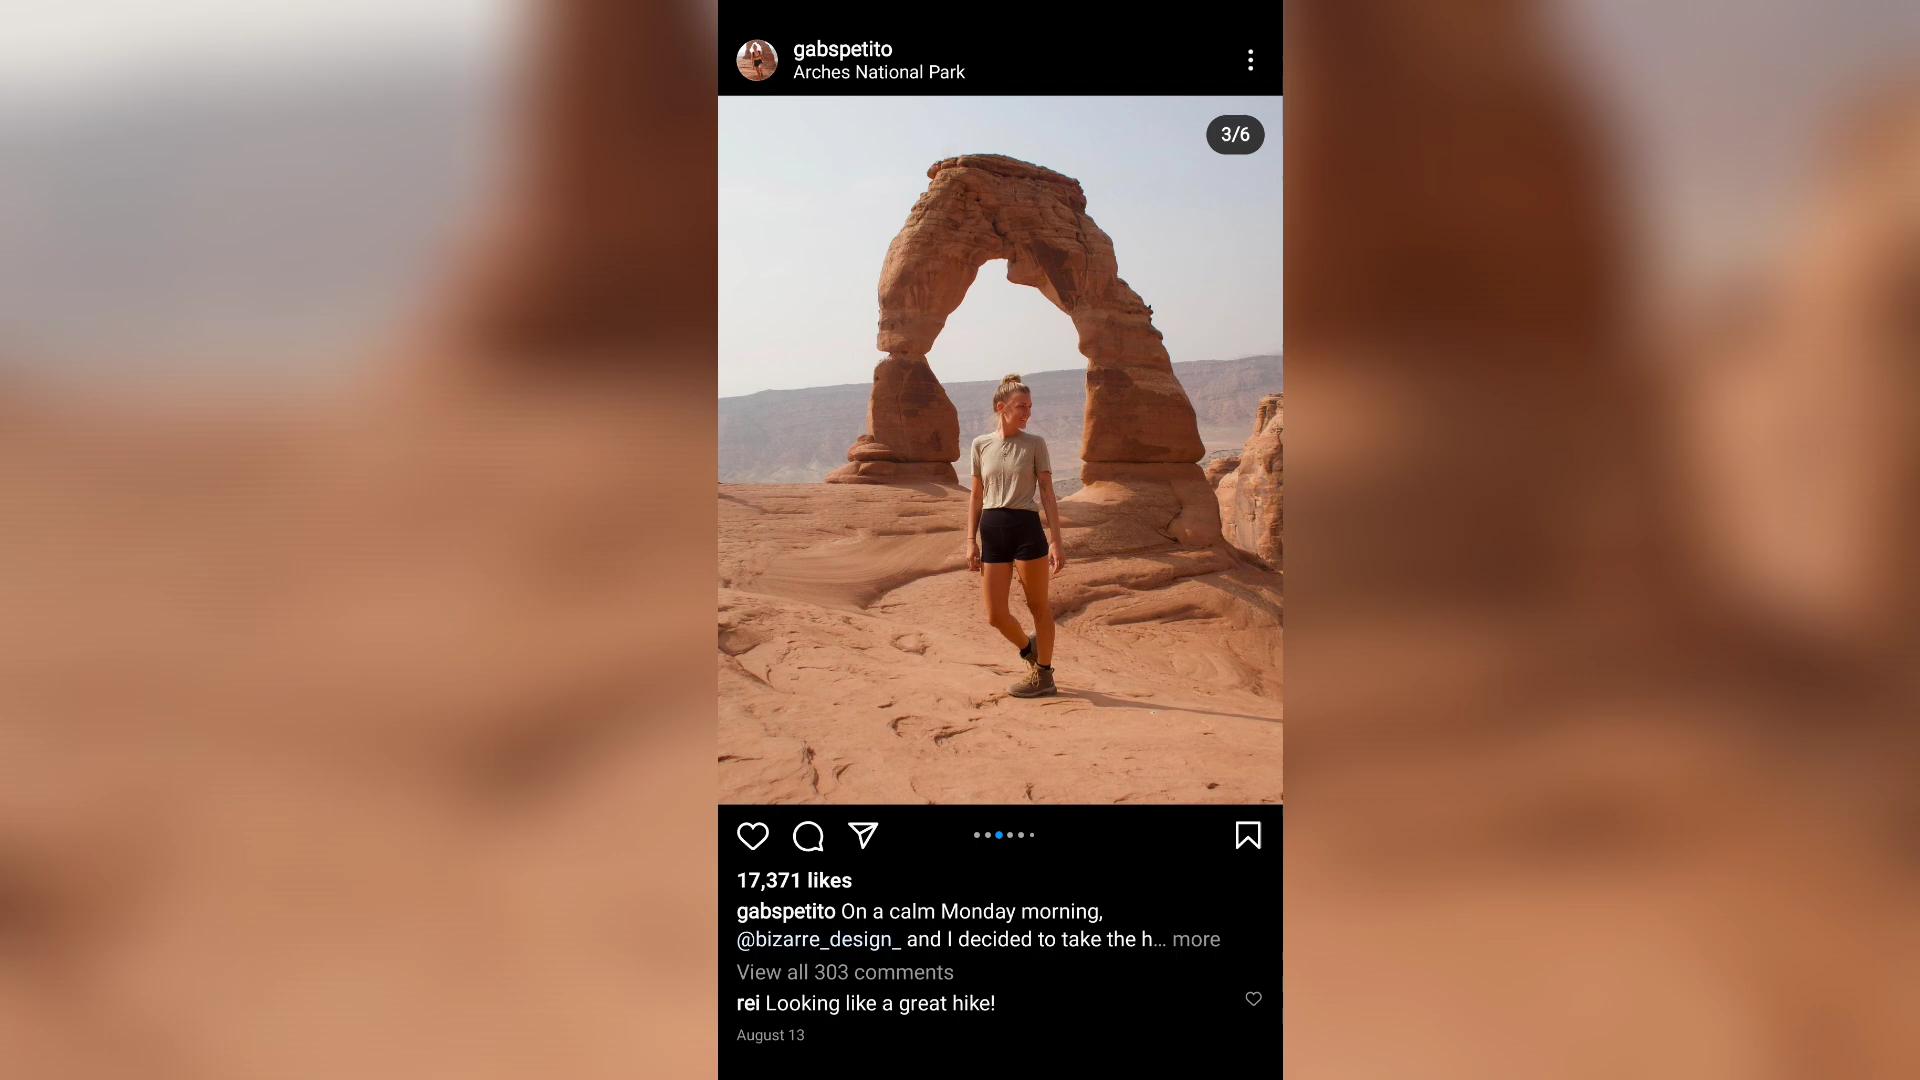 gabspetito
Arches National Park
3/6
17,371 likes
gabspetito On a calm Monday morning,
@bizarre_design_ and I decided to take the h... more
View all 303 comments
rei Looking like a great hike!
August 13